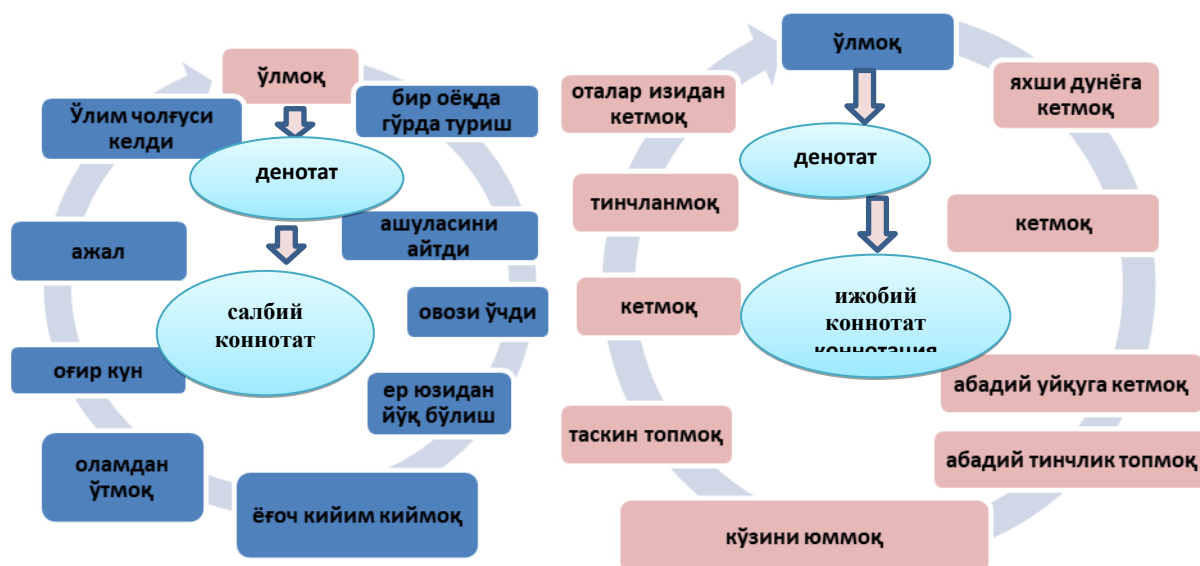 ўлмоқ
бир оёқда
гўрда туриш
ашуласини
айтди
овози ўчди
ер юзидан
йўқ бўлиш
ёғоч кийим киймоқ
оламдан
ўтмоқ
оғир кун
ажал
Ўлим чолғуси
келди
денотат
салбий
коннотат
ўлмоқ
яхши дунёга
кетмоқ
кетмоқ
абадий уйқуга кетмоқ
абадий тинчлик топмоқ
кўзини юммоқ
таскин топмоқ
кетмоқ
тинчланмоқ
оталар изидан
кетмоқ
денотат
ижобий
коннотат
коннотация